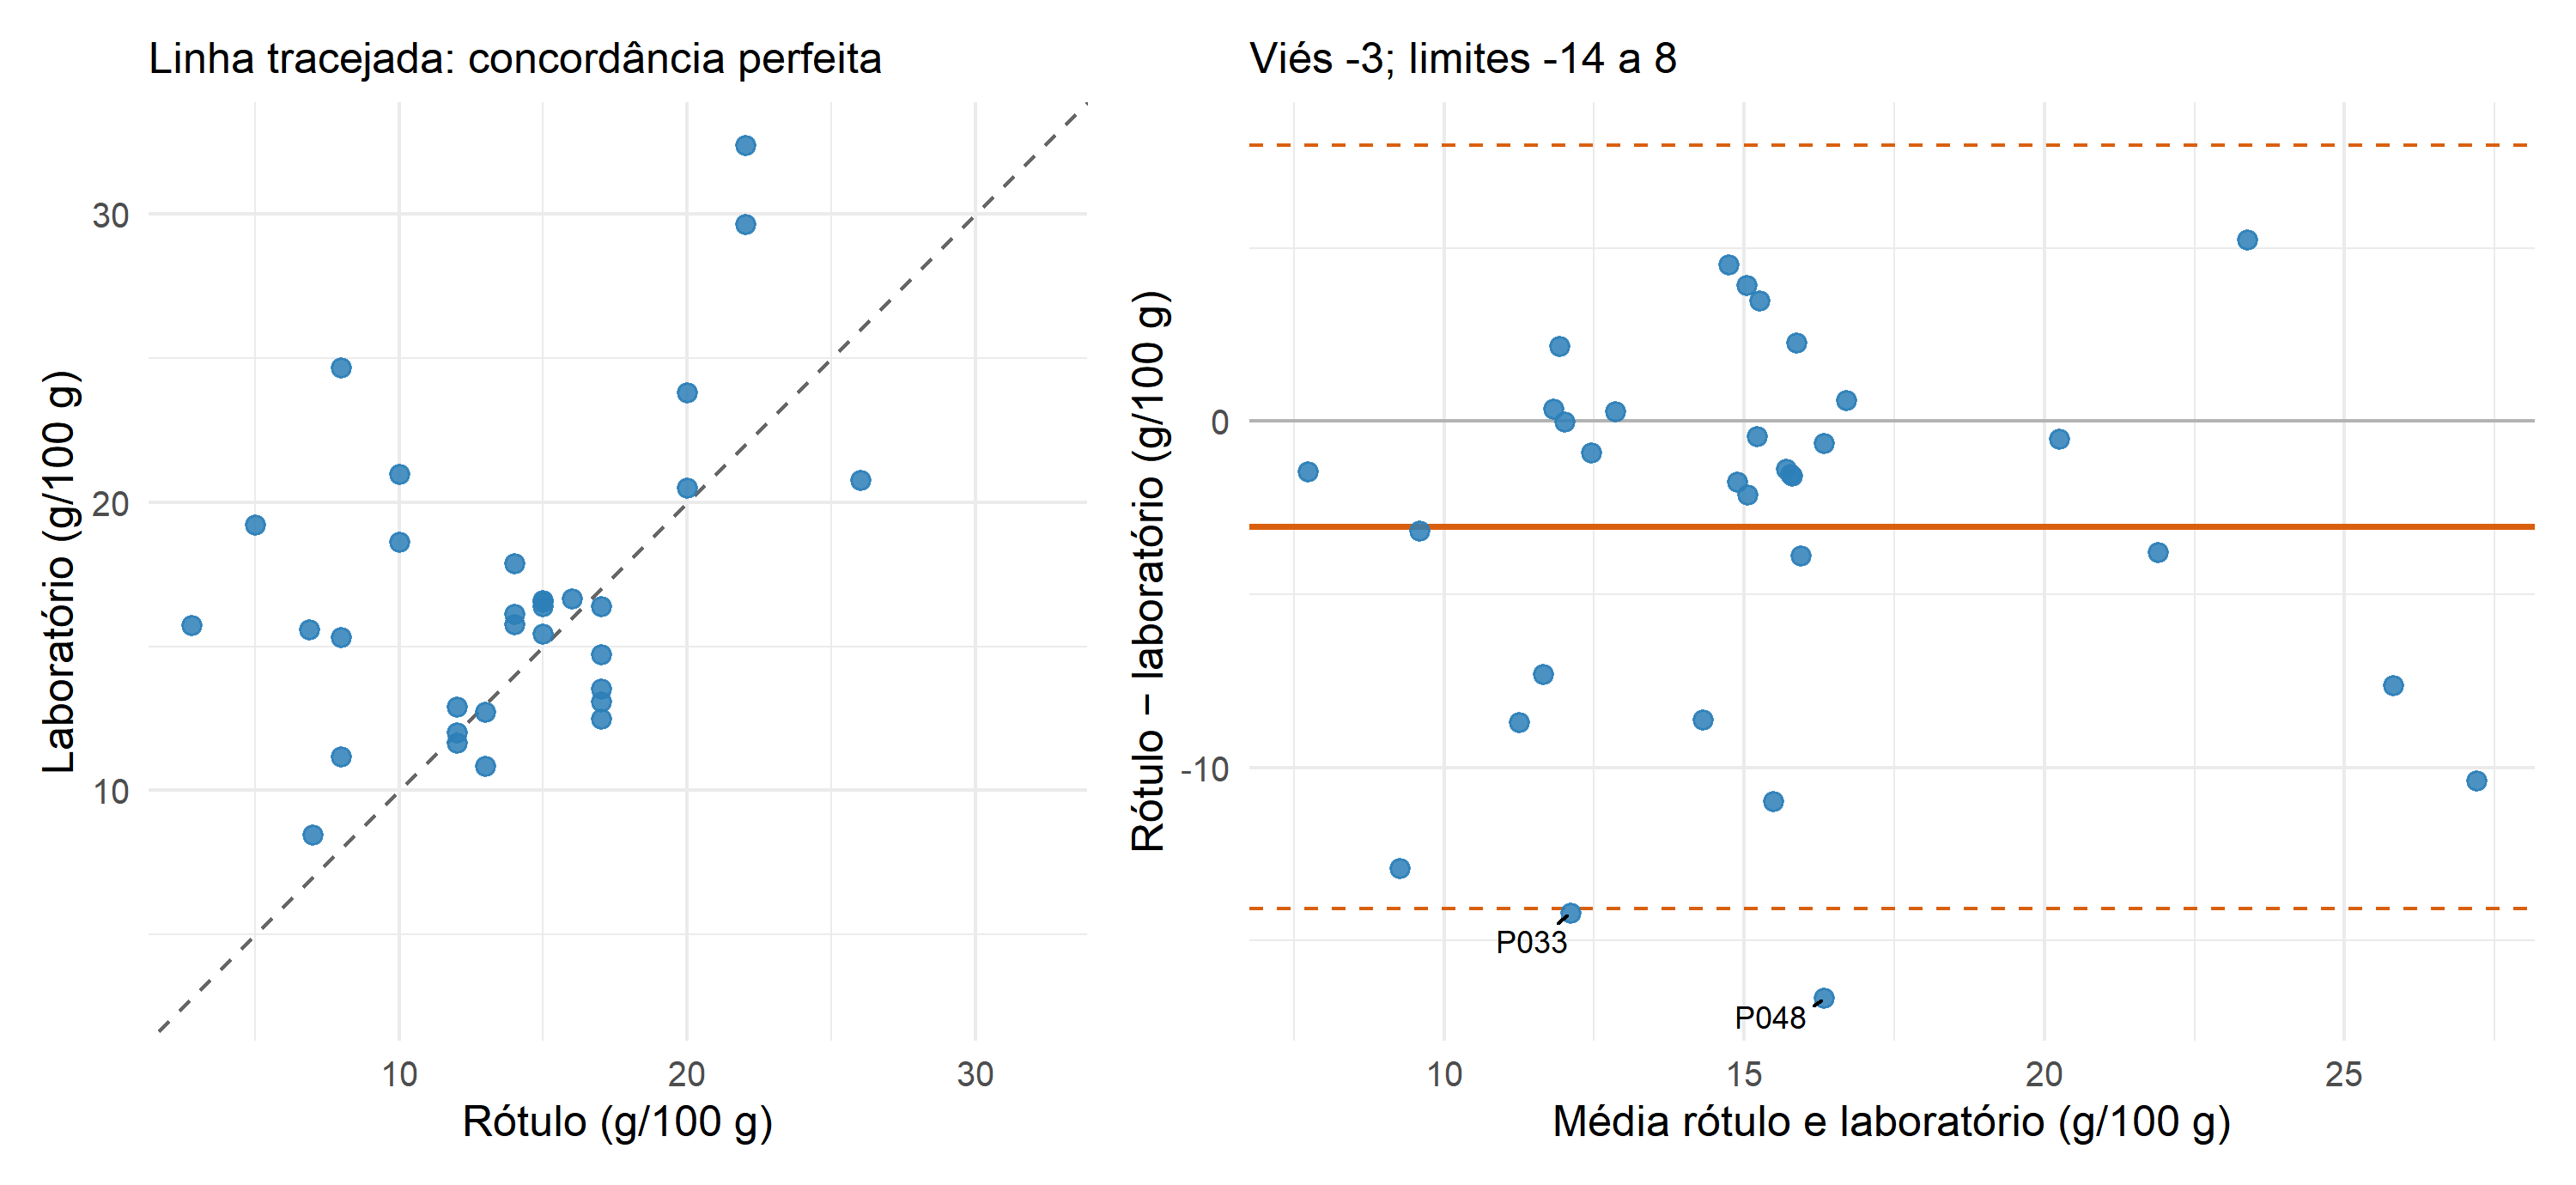 Linha tracejada: concordância perfeita
30
20
10
Laboratório (g/100 g)
10
20
30
Rótulo (g/100 g)
Viés -3; limites -14 a 8
0
-10
Rótulo − laboratório (g/100 g)
P033
P048
10
15
20
25
Média rótulo e laboratório (g/100 g)